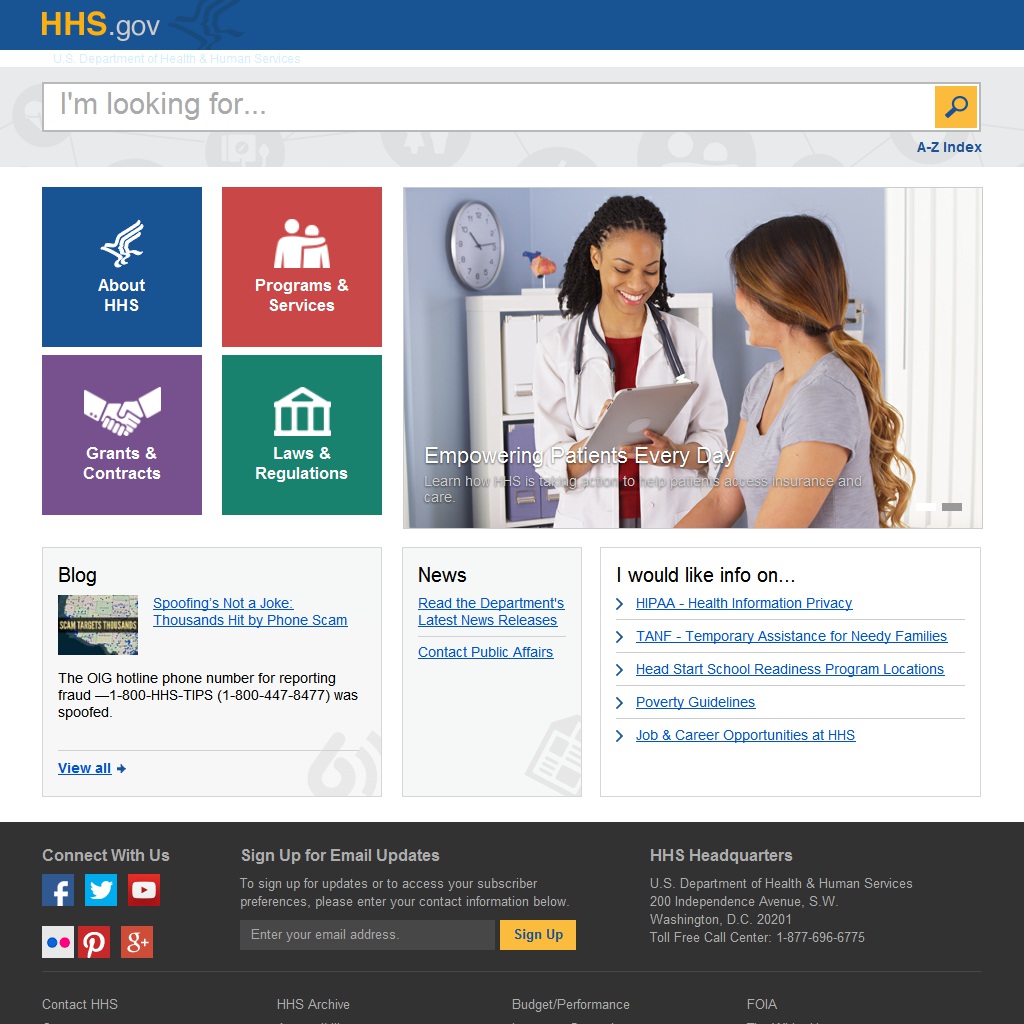 HHS.gov
U.S. Department of Health & Human Services
I'm looking for...
A-Z Index
About
HHS
Programs &
Services
Grants &
Contracts
Laws &
Regulations
Empowering Patients Every Day
Learn how HHS is taking action to help patients access insurance and
care.
Blog
SCAM TARGETS THOUSANDS
Spoofing's Not a Joke:
Thousands Hit by Phone Scam
The OIG hotline phone number for reporting
fraud —1-800-HHS-TIPS (1-800-447-8477) was
spoofed.
View all
News
Read the Department's
Latest News Releases
Contact Public Affairs
I would like info on...
HIPAA - Health Information Privacy
TANF - Temporary Assistance for Needy Families
Head Start School Readiness Program Locations
Poverty Guidelines
Job & Career Opportunities at HHS
Connect With Us
Sign Up for Email Updates
To sign up for updates or to access your subscriber
preferences, please enter your contact information below.
Enter your email address.
Sign Up
HHS Headquarters
U.S. Department of Health & Human Services
200 Independence Avenue, S.W.
Washington, D.C. 20201
Toll Free Call Center: 1-877-696-6775
Contact HHS
HHS Archive
Budget/Performance
FOIA